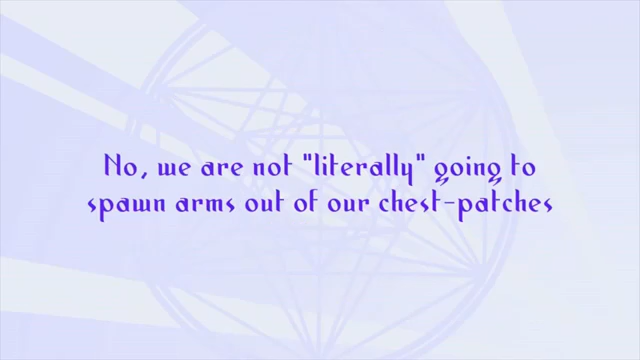 No, we are not "literally" going to
spawn arms out of our chest-patches